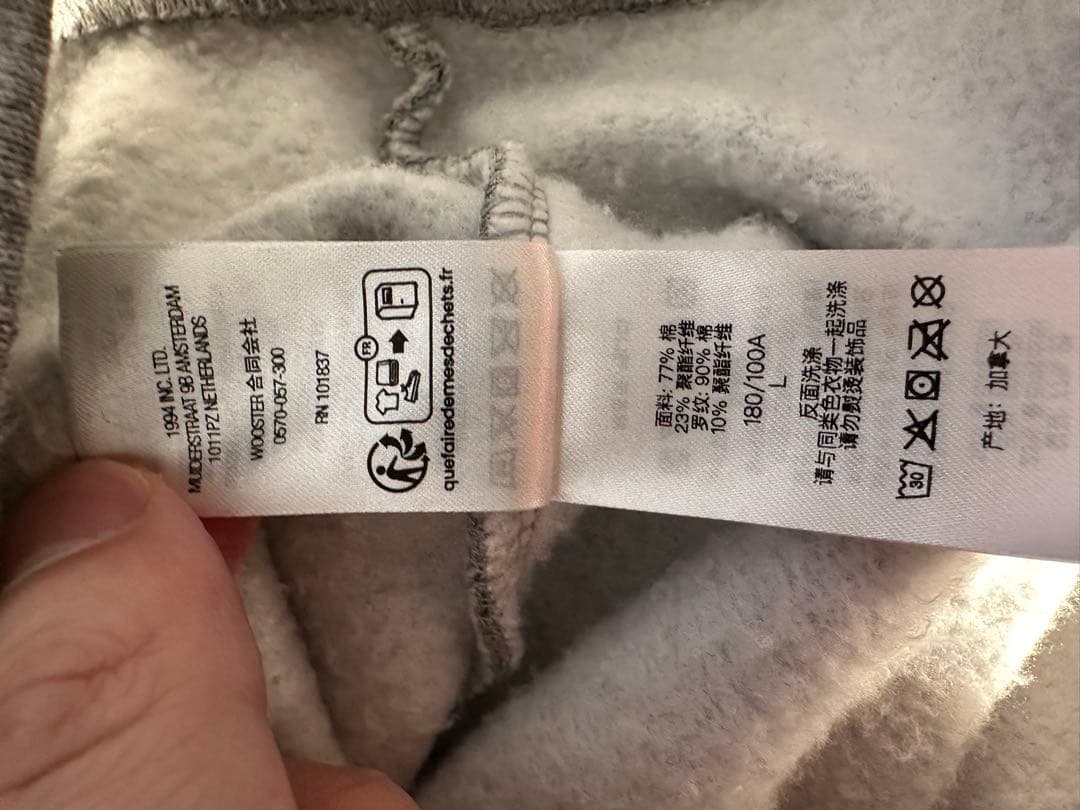 1994 INC. LTD.
MUIDERSTRAAT 9B AMSTERDAM
1011PZ NETHERLANDS
WOOSTER 合同会社
0570-057-300
RN 101837
FR
quefairedemesdechets.fr
面料: 77% 棉
23% 聚酯纤维
罗纹: 90% 棉
10% 聚酯纤维
180/100A
L
反面洗涤
请与同类色衣物一起洗涤
请勿熨烫装饰品
30
产地: 加拿大